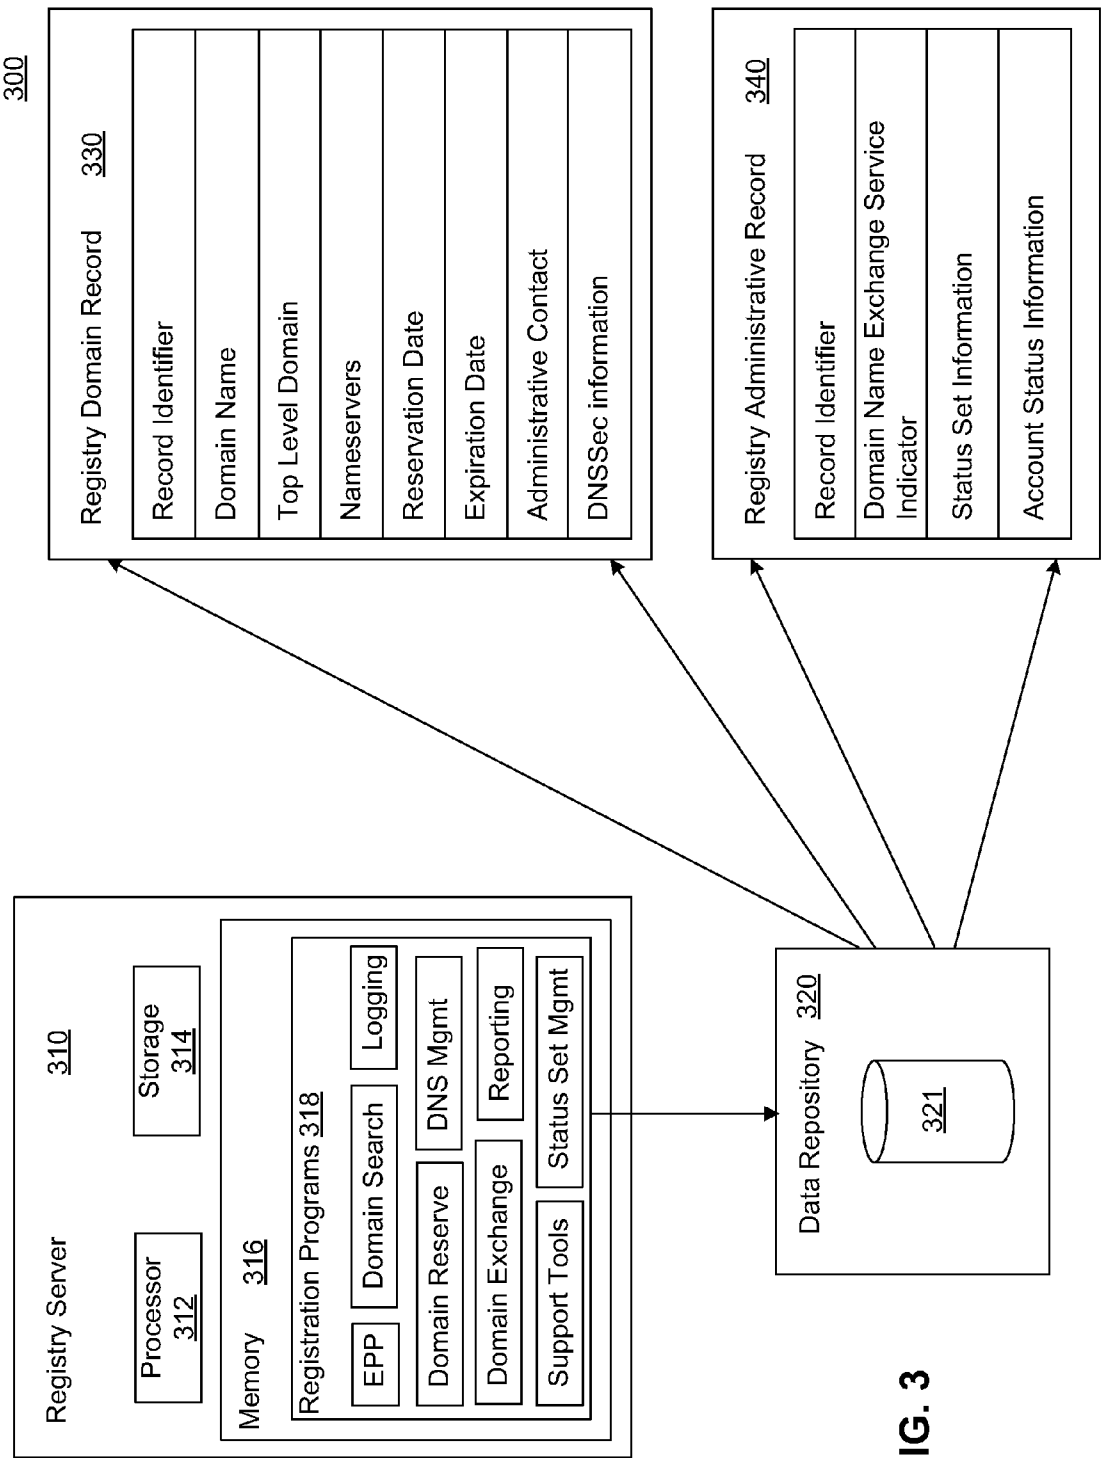 300
Registry Server 310
Processor
312
Storage
314
Memory 316
Registration Programs 318
EPP
Domain Search
Logging
Domain Reserve
DNS Mgmt
Domain Exchange
Reporting
Support Tools
Status Set Mgmt
Data Repository 320
321
Registry Domain Record 330
Record Identifier
Domain Name
Top Level Domain
Nameservers
Reservation Date
Expiration Date
Administrative Contact
DNSSec information
Registry Administrative Record 340
Record Identifier
Domain Name Exchange Service
Indicator
Status Set Information
Account Status Information
IG. 3